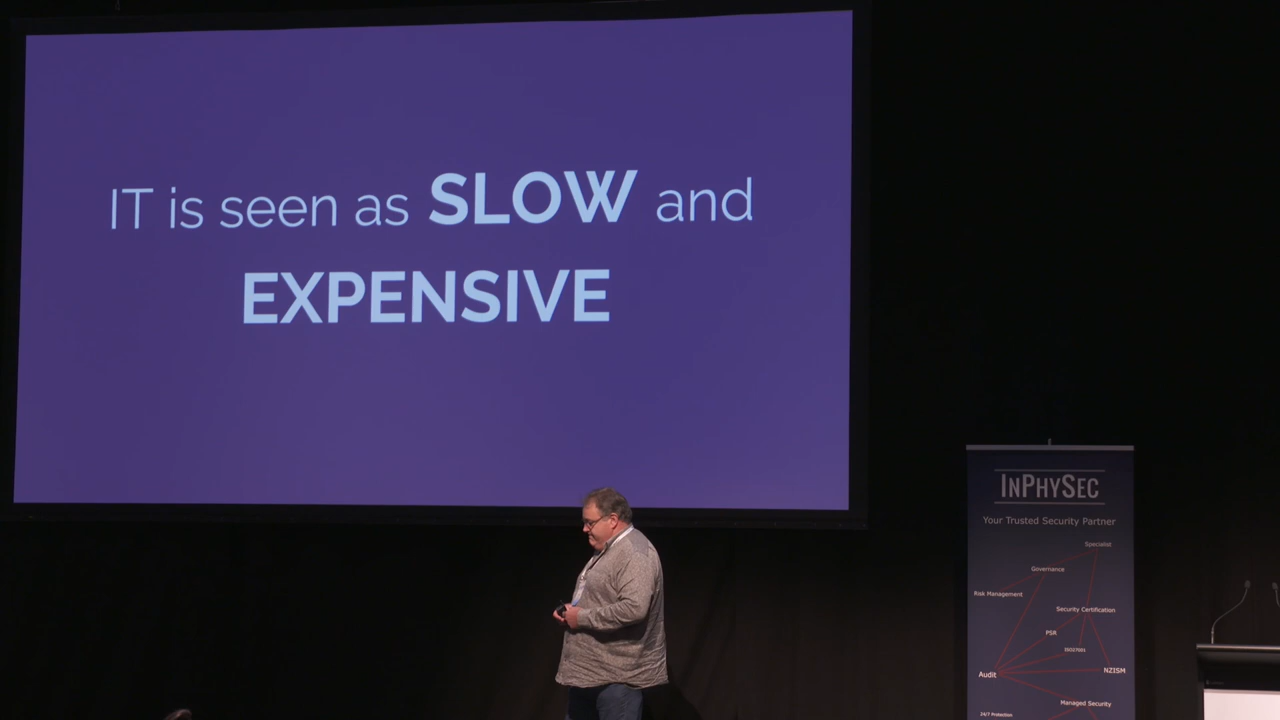 IT is seen as SLOW and
EXPENSIVE
INPHYSEC
Your Trusted Security Partner
Specialist
Governance
Risk Management
Security Certification
PSR
ISO27001
Audit
NZISM
Managed Security
24/7 Protection